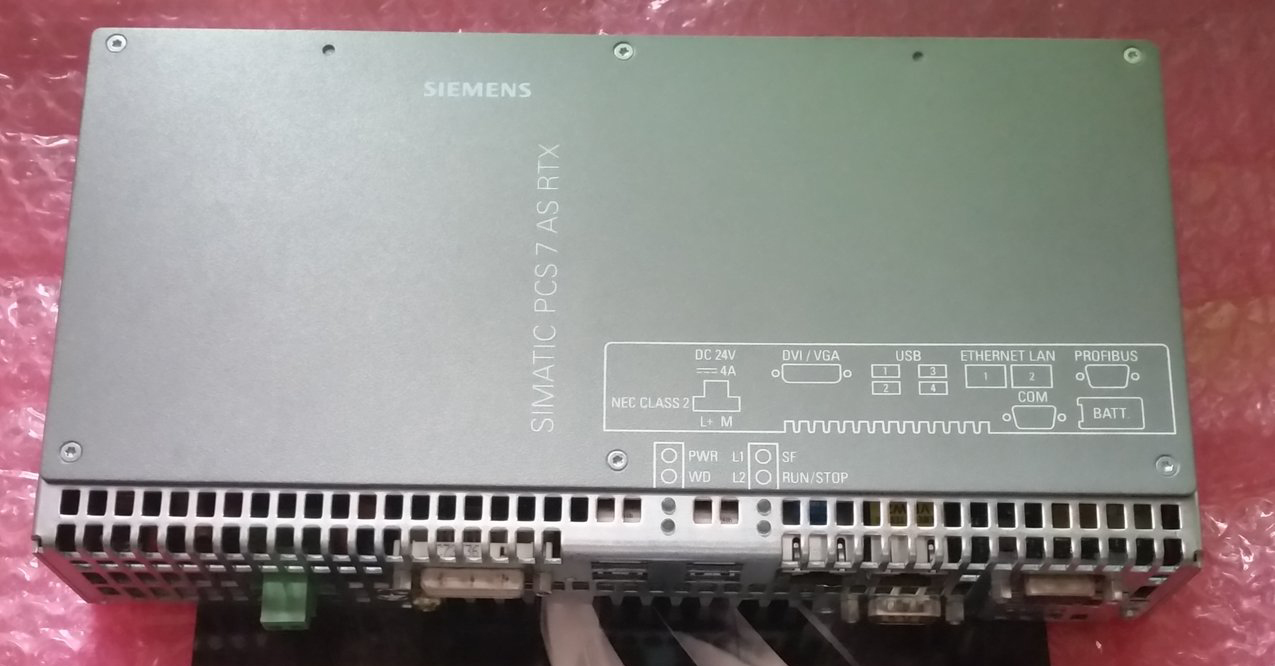 SIEMENS
SIMATIC PCS 7 AS RTX
DC 24V DVI / VGA USB ETHERNET LAN PROFIBUS
4A 1 3 1 2
2 4
NEC CLASS 2 COM BATT.
L+ M
PWR L1 SF
WD L2 RUN/STOP